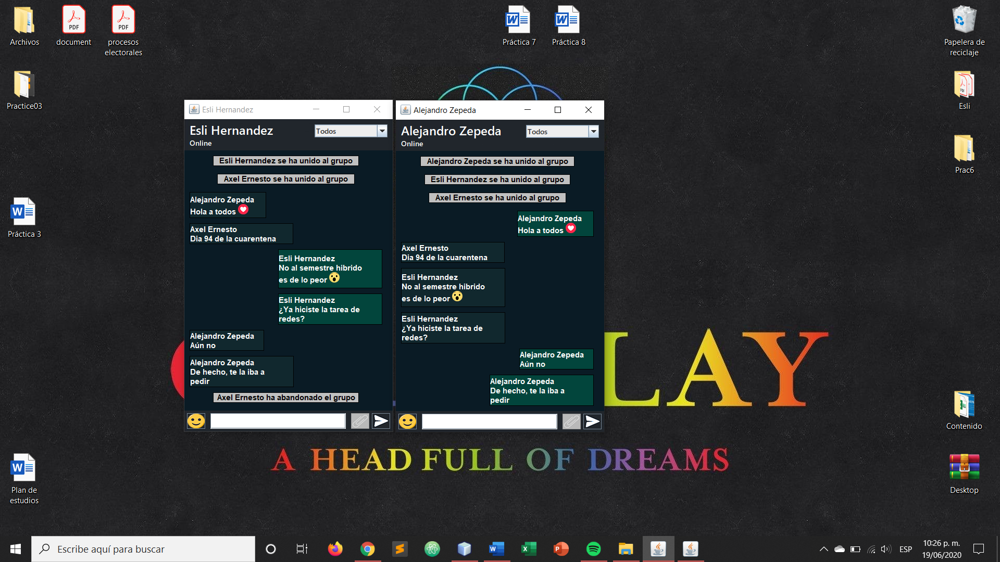 Archivos
document
procesos
electorales
Práctica 7
Práctica 8
Papelera de
reciclaje
Practice03
Esli
Prac6
Práctica 3
Contenido
Plan de
estudios
Desktop
Esli Hernandez
Esli Hernandez
Todos
Online
Esli Hernandez se ha unido al grupo
Axel Ernesto se ha unido al grupo
Alejandro Zepeda
Hola a todos
Axel Ernesto
Dia 94 de la cuarentena
Esli Hernandez
No al semestre hibrido
es de lo peor
Esli Hernandez
¿Ya hiciste la tarea de
redes?
Alejandro Zepeda
Aún no
Alejandro Zepeda
De hecho, te la iba a
pedir
Axel Ernesto ha abandonado el grupo
Alejandro Zepeda
Alejandro Zepeda
Todos
Online
Alejandro Zepeda se ha unido al grupo
Esli Hernandez se ha unido al grupo
Axel Ernesto se ha unido al grupo
Alejandro Zepeda
Hola a todos
Axel Ernesto
Dia 94 de la cuarentena
Esli Hernandez
No al semestre hibrido
es de lo peor
Esli Hernandez
¿Ya hiciste la tarea de
redes?
Alejandro Zepeda
Aún no
Alejandro Zepeda
De hecho, te la iba a
pedir
LAY
A HEAD FULL OF DREAMS
Escribe aquí para buscar
ESP
10:26 p. m.
19/06/2020